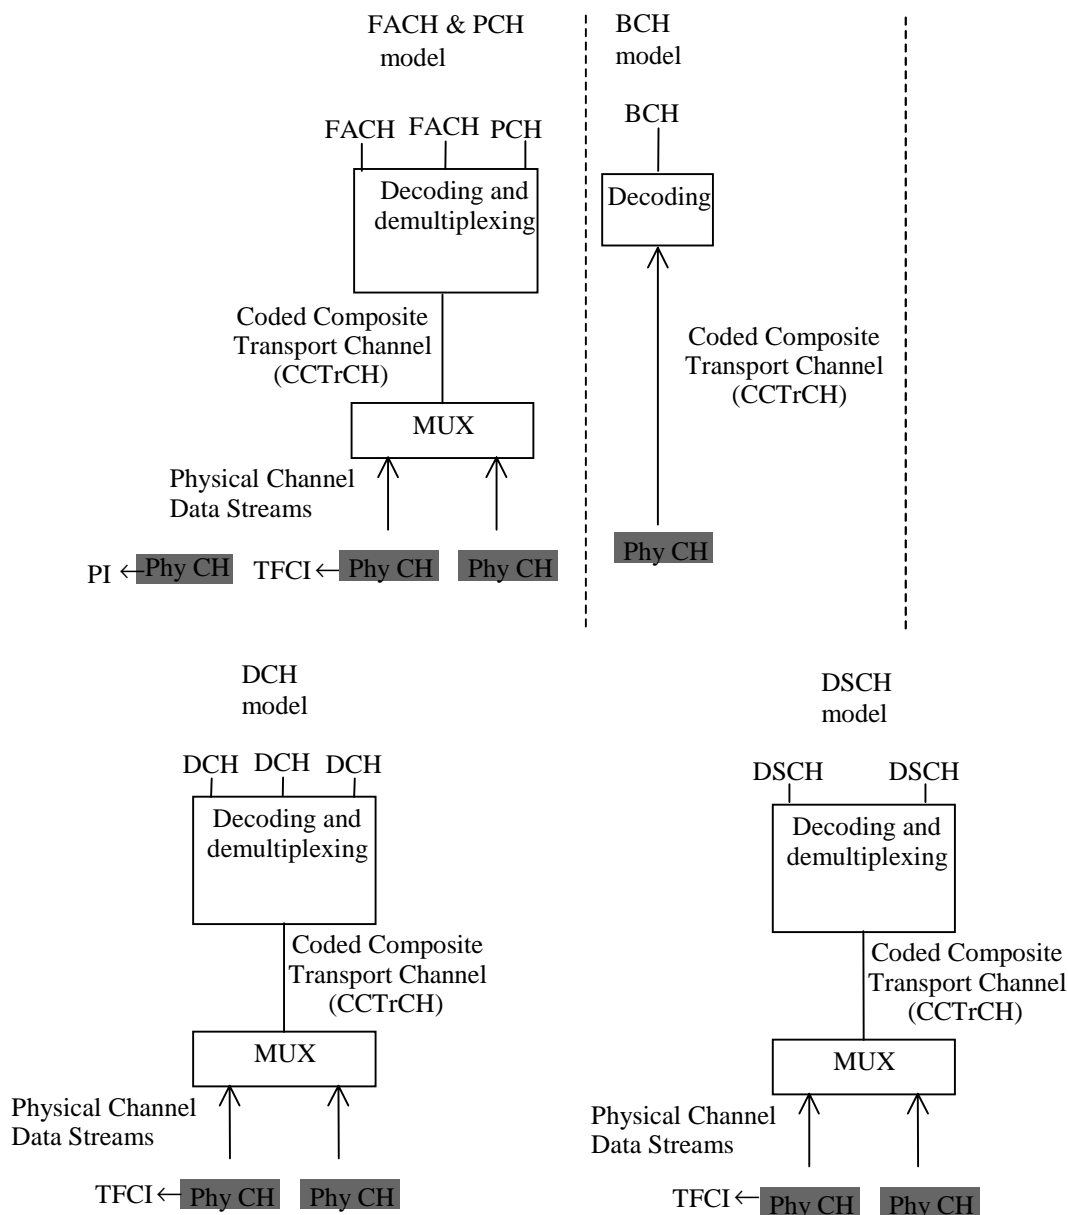 FACH & PCH
model
BCH
model
FACH FACH PCH
BCH
Decoding and
demultiplexing
Decoding
Coded Composite
Transport Channel
(CCTrCH)
Coded Composite
Transport Channel
(CCTrCH)
MUX
Physical Channel
Data Streams
PI Phy CH TFCI Phy CH Phy CH
Phy CH
DCH
model
DSCH
model
DCH DCH DCH
DSCH DSCH
Decoding and
demultiplexing
Decoding and
demultiplexing
Coded Composite
Transport Channel
(CCTrCH)
Coded Composite
Transport Channel
(CCTrCH)
MUX
MUX
Physical Channel
Data Streams
Physical Channel
Data Streams
TFCI Phy CH Phy CH
TFCI Phy CH Phy CH